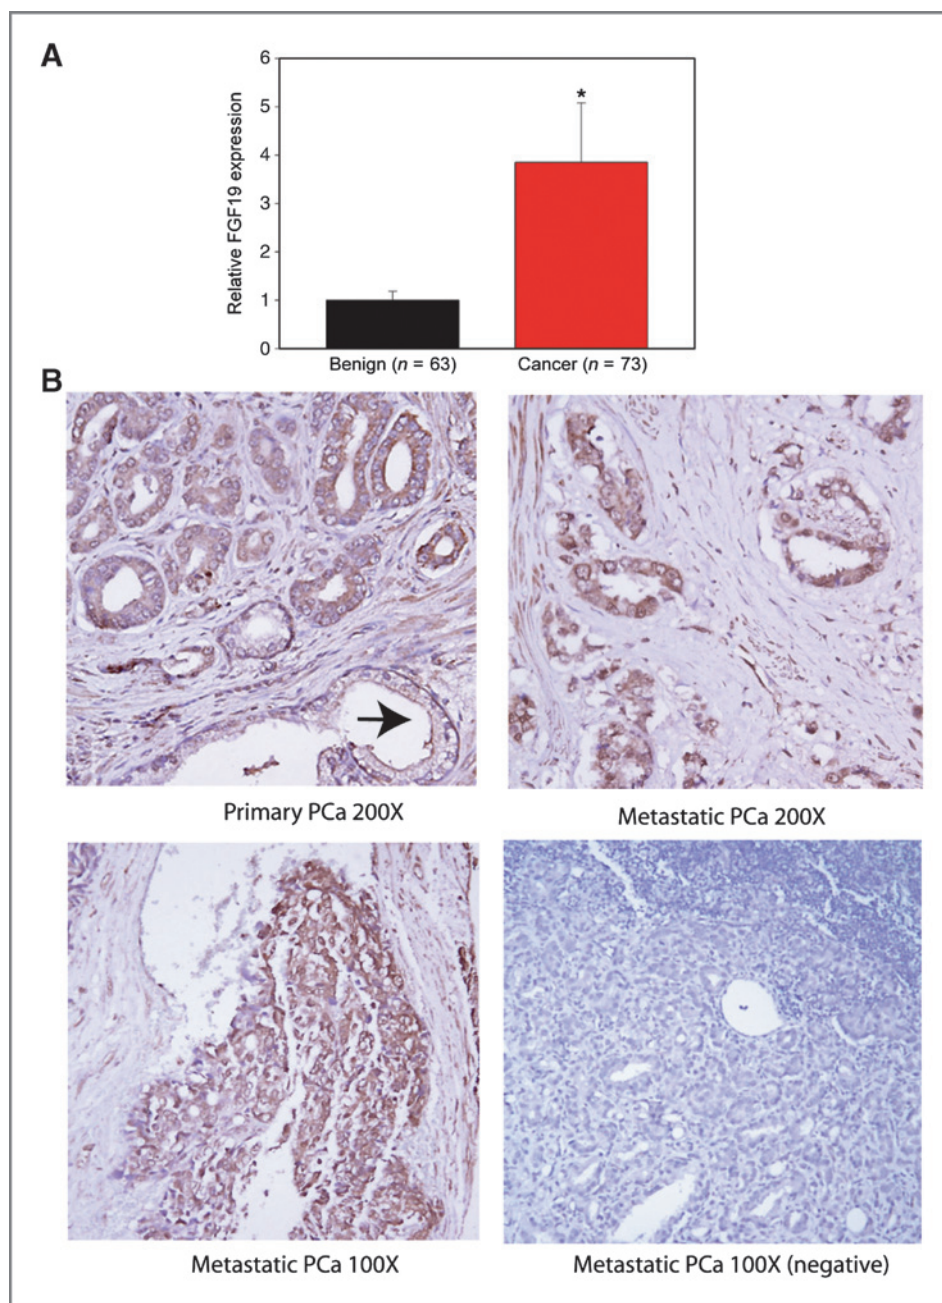 A
Relative FGF19 expression
6
5
4
3
2
1
0
*
Benign (n = 63)
Cancer (n = 73)
B
Primary PCa 200X
Metastatic PCa 200X
Metastatic PCa 100X
Metastatic PCa 100X (negative)